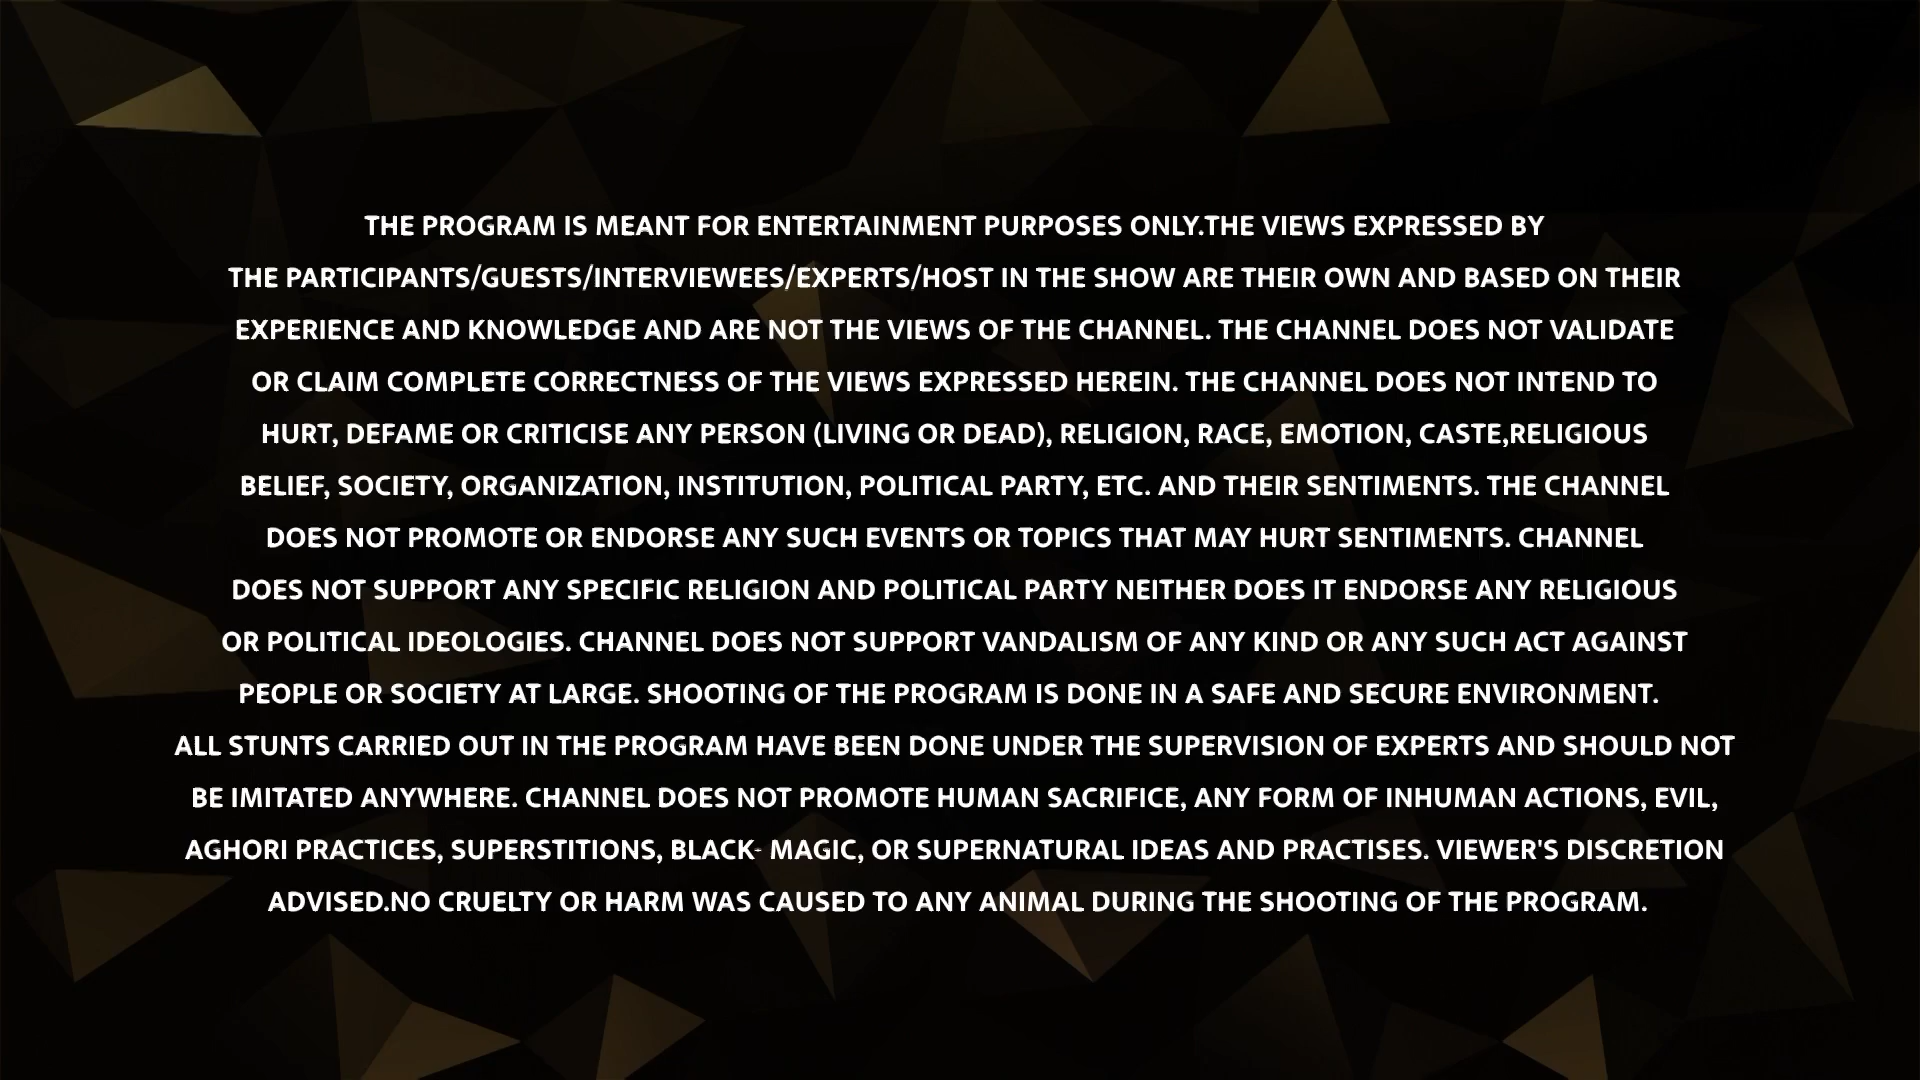 THE PROGRAM IS MEANT FOR ENTERTAINMENT PURPOSES ONLY.THE VIEWS EXPRESSED BY
THE PARTICIPANTS/GUESTS/INTERVIEWEES/EXPERTS/HOST IN THE SHOW ARE THEIR OWN AND BASED ON THEIR
EXPERIENCE AND KNOWLEDGE AND ARE NOT THE VIEWS OF THE CHANNEL. THE CHANNEL DOES NOT VALIDATE
OR CLAIM COMPLETE CORRECTNESS OF THE VIEWS EXPRESSED HEREIN. THE CHANNEL DOES NOT INTEND TO
HURT, DEFAME OR CRITICISE ANY PERSON (LIVING OR DEAD), RELIGION, RACE, EMOTION, CASTE,RELIGIOUS
BELIEF, SOCIETY, ORGANIZATION, INSTITUTION, POLITICAL PARTY, ETC. AND THEIR SENTIMENTS. THE CHANNEL
DOES NOT PROMOTE OR ENDORSE ANY SUCH EVENTS OR TOPICS THAT MAY HURT SENTIMENTS. CHANNEL
DOES NOT SUPPORT ANY SPECIFIC RELIGION AND POLITICAL PARTY NEITHER DOES IT ENDORSE ANY RELIGIOUS
OR POLITICAL IDEOLOGIES. CHANNEL DOES NOT SUPPORT VANDALISM OF ANY KIND OR ANY SUCH ACT AGAINST
PEOPLE OR SOCIETY AT LARGE. SHOOTING OF THE PROGRAM IS DONE IN A SAFE AND SECURE ENVIRONMENT.
ALL STUNTS CARRIED OUT IN THE PROGRAM HAVE BEEN DONE UNDER THE SUPERVISION OF EXPERTS AND SHOULD NOT
BE IMITATED ANYWHERE. CHANNEL DOES NOT PROMOTE HUMAN SACRIFICE, ANY FORM OF INHUMAN ACTIONS, EVIL,
AGHORI PRACTICES, SUPERSTITIONS, BLACK- MAGIC, OR SUPERNATURAL IDEAS AND PRACTISES. VIEWER'S DISCRETION
ADVISED.NO CRUELTY OR HARM WAS CAUSED TO ANY ANIMAL DURING THE SHOOTING OF THE PROGRAM.